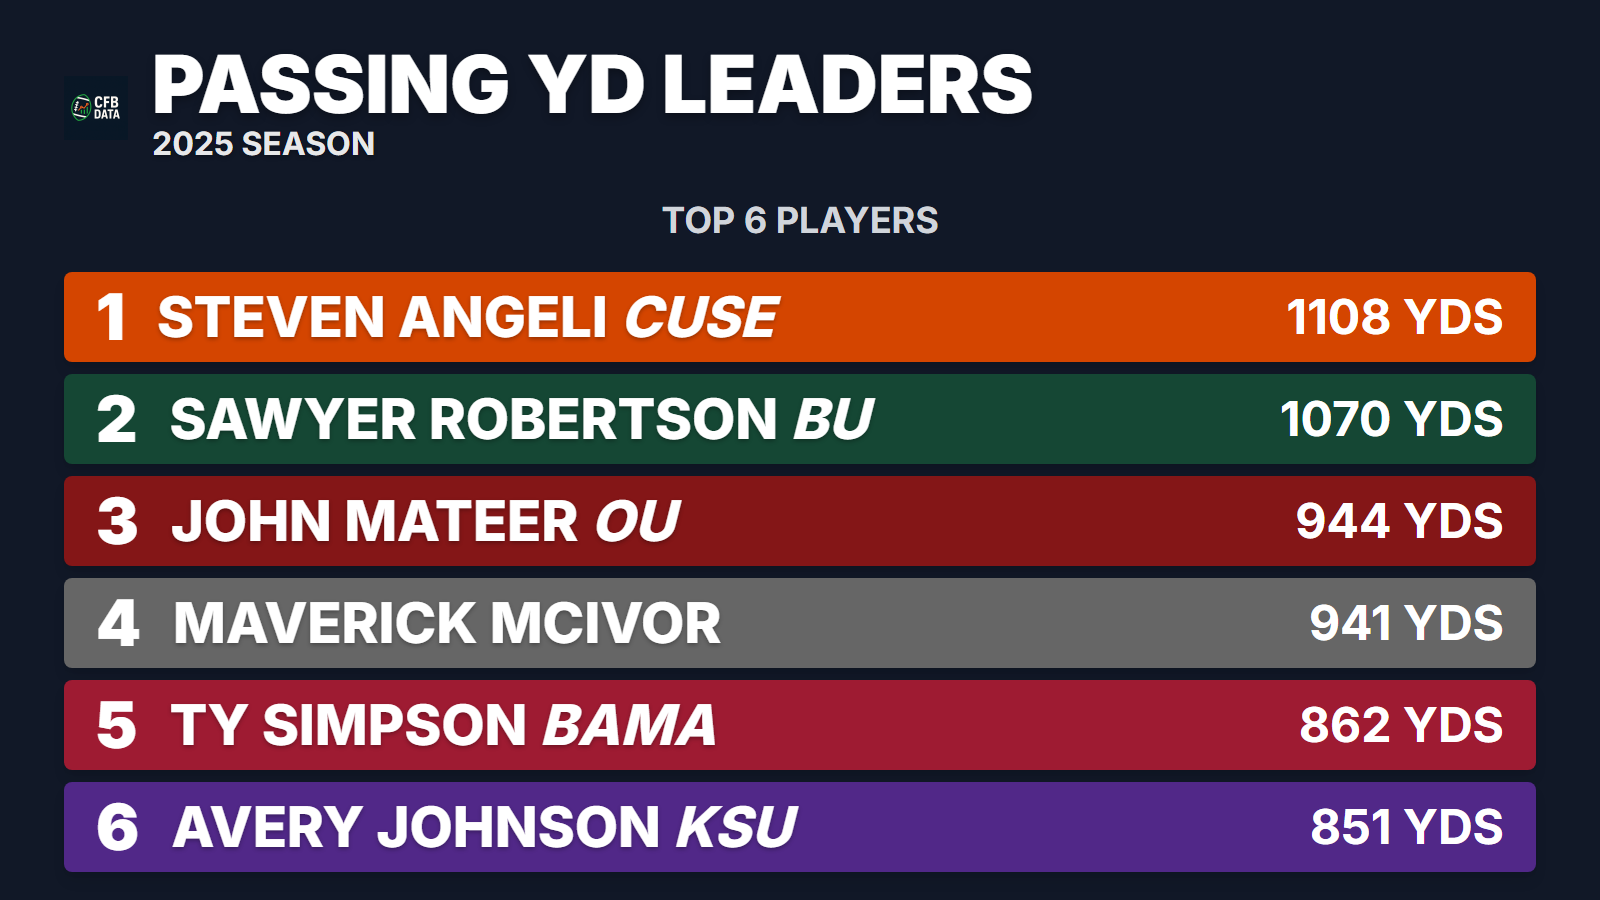 CFB
DATA
PASSING YD LEADERS
2025 SEASON
TOP 6 PLAYERS
1 STEVEN ANGELI CUSE 1108 YDS
2 SAWYER ROBERTSON BU 1070 YDS
3 JOHN MATEER OU 944 YDS
4 MAVERICK MCIVOR 941 YDS
5 TY SIMPSON BAMA 862 YDS
6 AVERY JOHNSON KSU 851 YDS